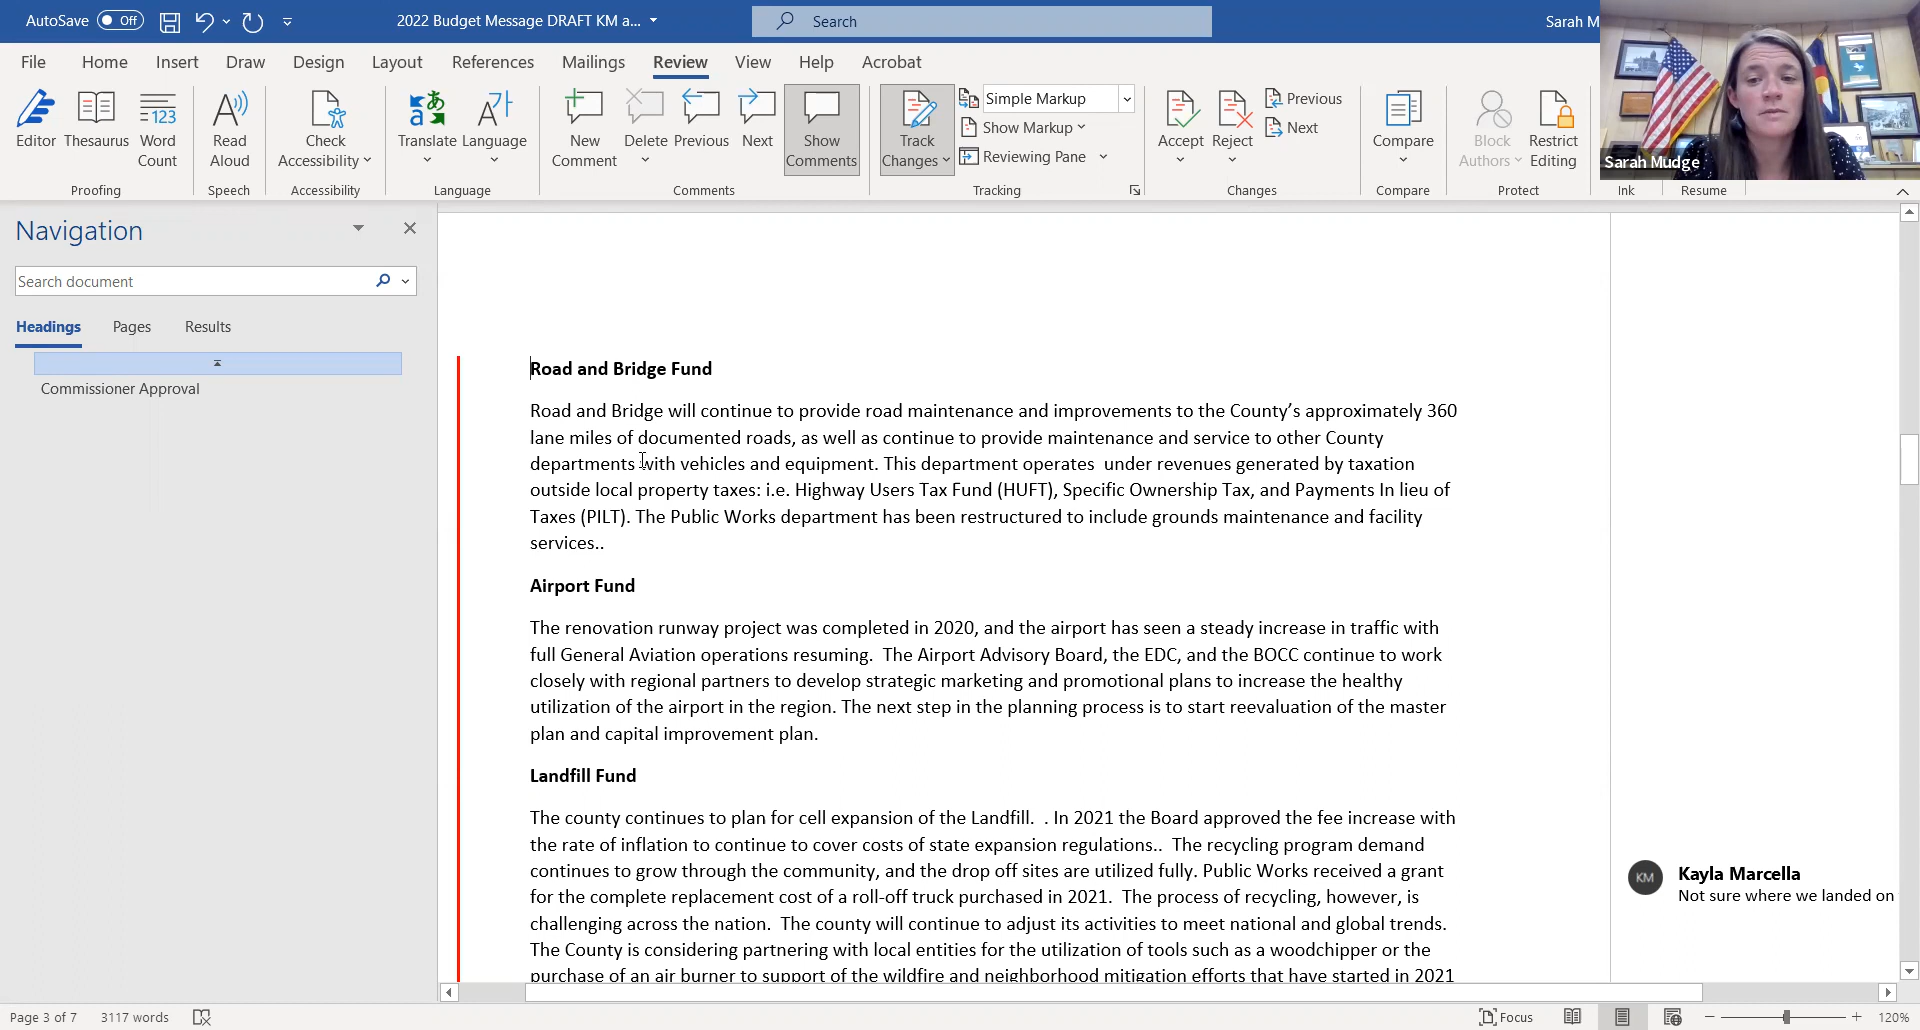 AutoSave Off 2022 Budget Message DRAFT KM a... Search Sarah M
File Home Insert Draw Design Layout References Mailings Review View Help Acrobat
Editor Thesaurus Word Count Read Aloud Check Accessibility Translate Language New Comment Delete Previous Next Show Comments Track Changes Simple Markup Show Markup Reviewing Pane Accept Reject Previous Next Compare Block Authors Restrict Editing
Proofing Speech Accessibility Language Comments Tracking Changes Compare Protect Ink Resume
Sarah Mudge
Navigation
Search document
Headings Pages Results
Commissioner Approval
Road and Bridge Fund
Road and Bridge will continue to provide road maintenance and improvements to the County’s approximately 360
lane miles of documented roads, as well as continue to provide maintenance and service to other County
departments with vehicles and equipment. This department operates  under revenues generated by taxation
outside local property taxes: i.e. Highway Users Tax Fund (HUFT), Specific Ownership Tax, and Payments In lieu of
Taxes (PILT). The Public Works department has been restructured to include grounds maintenance and facility
services..
Airport Fund
The renovation runway project was completed in 2020, and the airport has seen a steady increase in traffic with
full General Aviation operations resuming.  The Airport Advisory Board, the EDC, and the BOCC continue to work
closely with regional partners to develop strategic marketing and promotional plans to increase the healthy
utilization of the airport in the region. The next step in the planning process is to start reevaluation of the master
plan and capital improvement plan.
Landfill Fund
The county continues to plan for cell expansion of the Landfill.  . In 2021 the Board approved the fee increase with
the rate of inflation to continue to cover costs of state expansion regulations..  The recycling program demand
continues to grow through the community, and the drop off sites are utilized fully. Public Works received a grant
for the complete replacement cost of a roll-off truck purchased in 2021.  The process of recycling, however, is
challenging across the nation.  The county will continue to adjust its activities to meet national and global trends.
The County is considering partnering with local entities for the utilization of tools such as a woodchipper or the
purchase of an air burner to support of the wildfire and neighborhood mitigation efforts that have started in 2021
KM Kayla Marcella
Not sure where we landed on
Page 3 of 7 3117 words Focus 120%